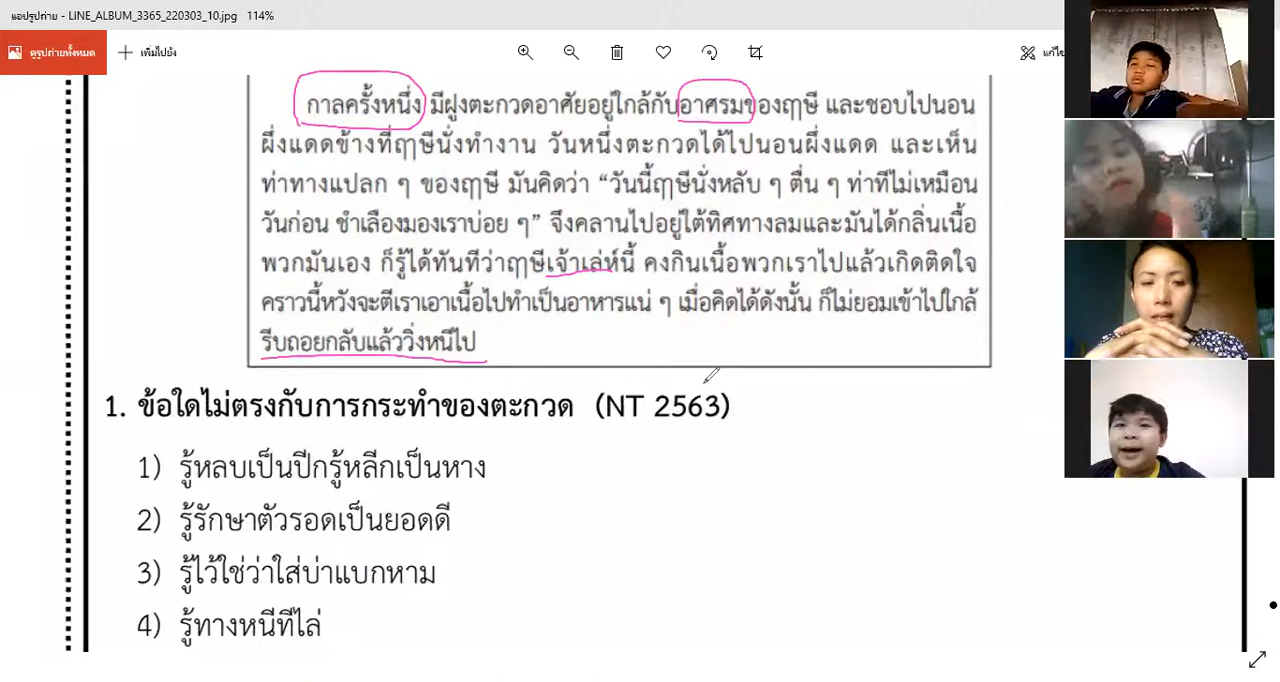 แอปรูปถ่าย - LINE_ALBUM_3365_220303_10.jpg 114%
ดูรูปถ่ายทั้งหมด
เพิ่มไปยัง
กาลครั้งหนึ่ง มีฝูงตะกวดอาศัยอยู่ใกล้กับอาศรมของฤๅษี และชอบไปนอน
ผึ่งแดดข้างที่ฤๅษีนั่งทำงาน วันหนึ่งตะกวดได้ไปนอนผึ่งแดด และเห็น
ท่าทางแปลก ๆ ของฤๅษี มันคิดว่า “วันนี้ฤๅษีนั่งหลับ ๆ ตื่น ๆ ท่าทีไม่เหมือน
วันก่อน ชำเลืองมองเราบ่อย ๆ” จึงคลานไปอยู่ใต้ทิศทางลมและมันได้กลิ่นเนื้อ
พวกมันเอง ก็รู้ได้ทันทีว่าฤๅษีเจ้าเล่ห์นี้ คงกินเนื้อพวกเราไปแล้วเกิดติดใจ
คราวนี้หวังจะตีเราเอาเนื้อไปทำเป็นอาหารแน่ ๆ เมื่อคิดได้ดังนั้น ก็ไม่ยอมเข้าไปใกล้
รีบถอยกลับแล้ววิ่งหนีไป
1. ข้อใดไม่ตรงกับการกระทำของตะกวด (NT 2563)
1) รู้หลบเป็นปีกรู้หลีกเป็นหาง
2) รู้รักษาตัวรอดเป็นยอดดี
3) รู้ไว้ใช่ว่าใส่บ่าแบกหาม
4) รู้ทางหนีทีไล่